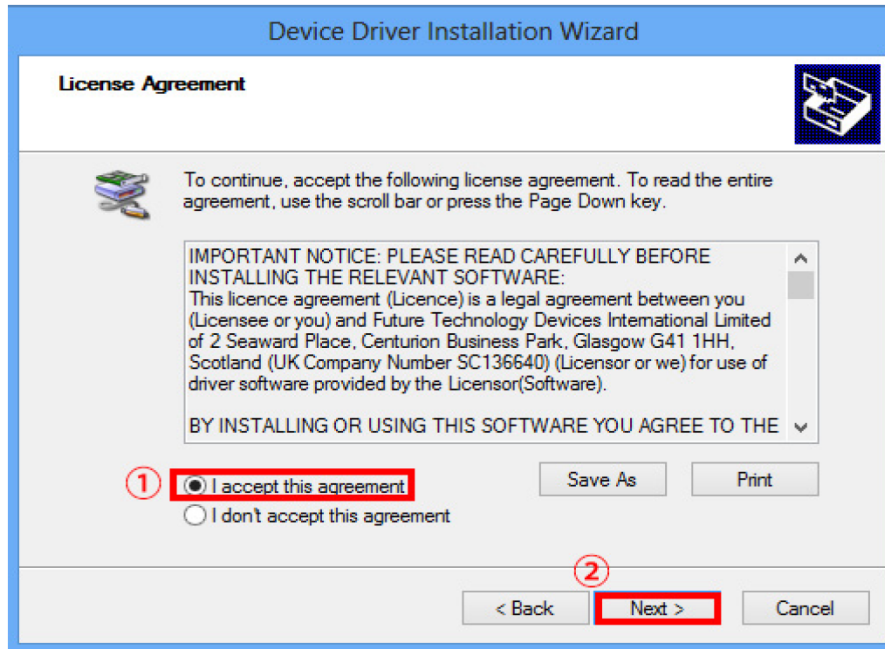 Device Driver Installation Wizard
License Agreement
To continue, accept the following license agreement. To read the entire
agreement, use the scroll bar or press the Page Down key.
IMPORTANT NOTICE: PLEASE READ CAREFULLY BEFORE
INSTALLING THE RELEVANT SOFTWARE:
This licence agreement (Licence) is a legal agreement between you
(Licensee or you) and Future Technology Devices International Limited
of 2 Seaward Place, Centurion Business Park, Glasgow G41 1HH,
Scotland (UK Company Number SC136640) (Licensor or we) for use of
driver software provided by the Licensor(Software).
BY INSTALLING OR USING THIS SOFTWARE YOU AGREE TO THE
① I accept this agreement
Save As
Print
I don't accept this agreement
②
< Back
Next >
Cancel